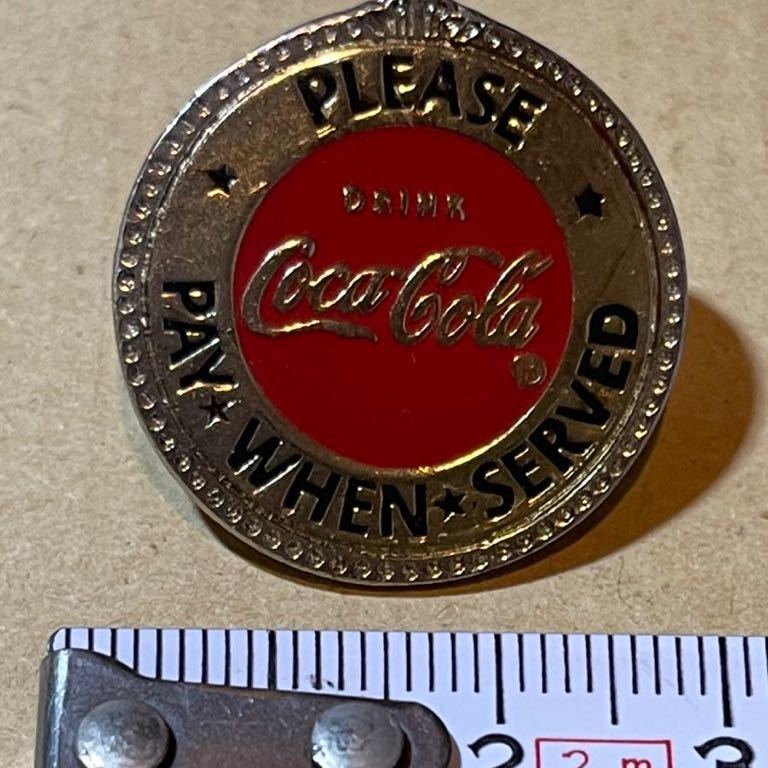 PLEASE
DRINK
Coca-Cola
®
PAY★WHEN★SERVED
2
2 m
3